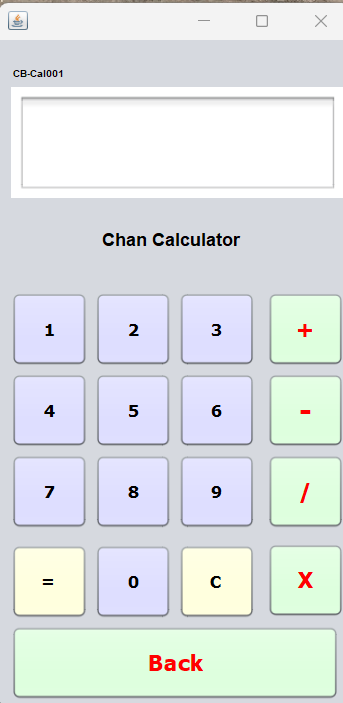 CB-Cal001
Chan Calculator
1 2 3 +
4 5 6 -
7 8 9 /
= 0 C X
Back